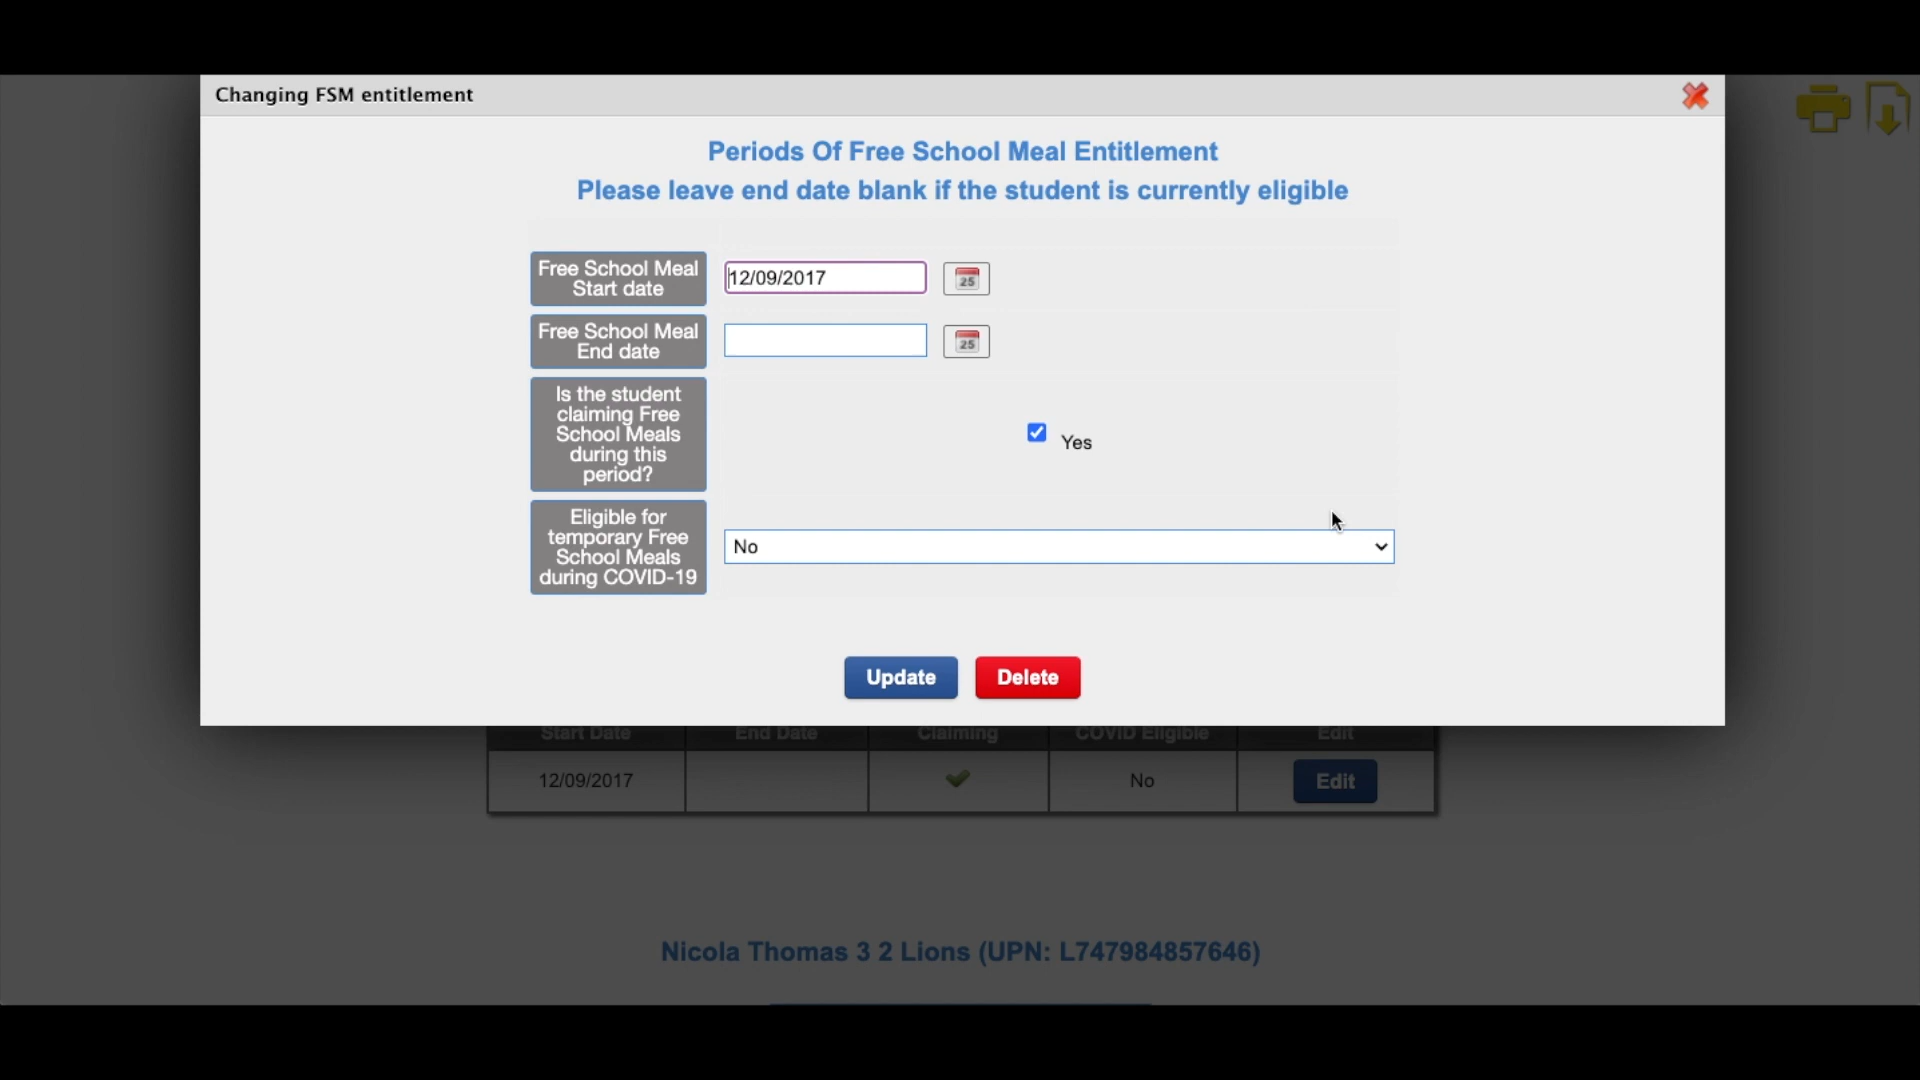 Changing FSM entitlement
Periods Of Free School Meal Entitlement
Please leave end date blank if the student is currently eligible
Free School Meal
Start date
12/09/2017
25
Free School Meal
End date
25
Is the student
claiming Free
School Meals
during this
period?
Yes
Eligible for
temporary Free
School Meals
during COVID-19
No
Update Delete
Start Date End Date Claiming COVID Eligible Edit
12/09/2017 No Edit
Nicola Thomas 3 2 Lions (UPN: L747984857646)